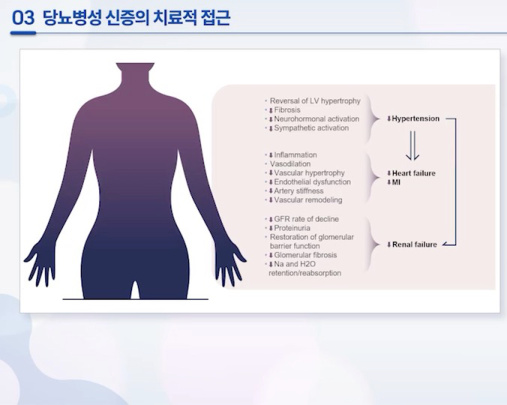 03 당뇨병성 신증의 치료적 접근
• Reversal of LV hypertrophy
• ⬇ Fibrosis
• ⬇ Neurohormonal activation
• ⬇ Sympathetic activation
⬇ Hypertension
• ⬇ Inflammation
Vasodilation
• ⬇ Vascular hypertrophy
• ⬇ Endothelial dysfunction
• ⬇ Artery stiffness
• ⬇ Vascular remodeling
⬇ Heart failure
⬇ MI
• ⬇ GFR rate of decline
• ⬇ Proteinuria
• Restoration of glomerular
barrier function
• ⬇ Glomerular fibrosis
• ⬇ Na and H2O
retention/reabsorption
⬇ Renal failure